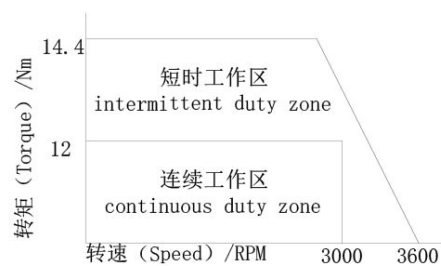 14.4
短时工作区
intermittent duty zone
12
连续工作区
continuous duty zone
转矩（Torque）/Nm
转速（Speed）/RPM
3000
3600